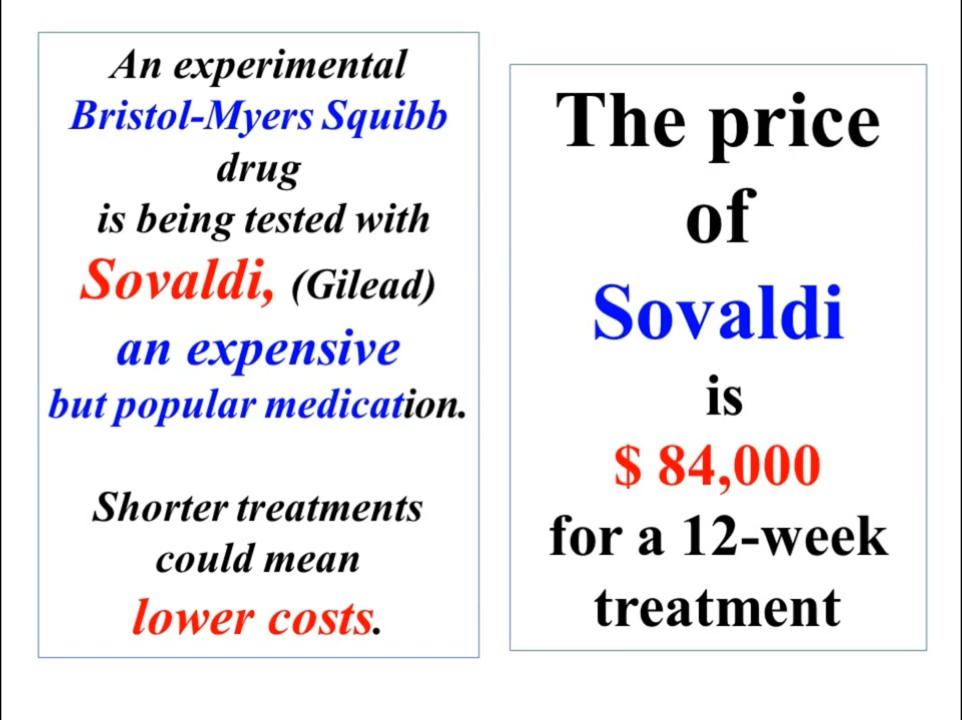 An experimental
Bristol-Myers Squibb
drug
is being tested with
Sovaldi, (Gilead)
an expensive
but popular medication.
Shorter treatments
could mean
lower costs.
The price
of
Sovaldi
is
$ 84,000
for a 12-week
treatment